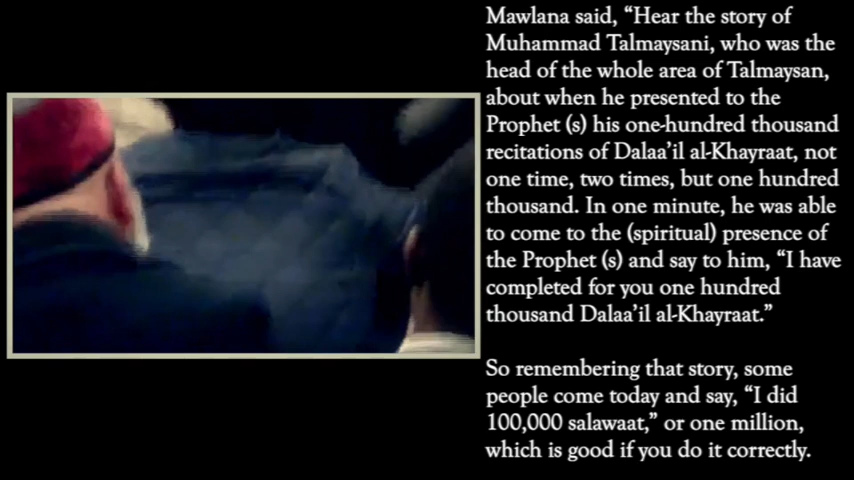 Mawlana said, “Hear the story of
Muhammad Talmaysani, who was the
head of the whole area of Talmaysan,
about when he presented to the
Prophet (s) his one-hundred thousand
recitations of Dalaa’il al-Khayraat, not
one time, two times, but one hundred
thousand. In one minute, he was able
to come to the (spiritual) presence of
the Prophet (s) and say to him, “I have
completed for you one hundred
thousand Dalaa’il al-Khayraat.”
So remembering that story, some
people come today and say, “I did
100,000 salawaat,” or one million,
which is good if you do it correctly.